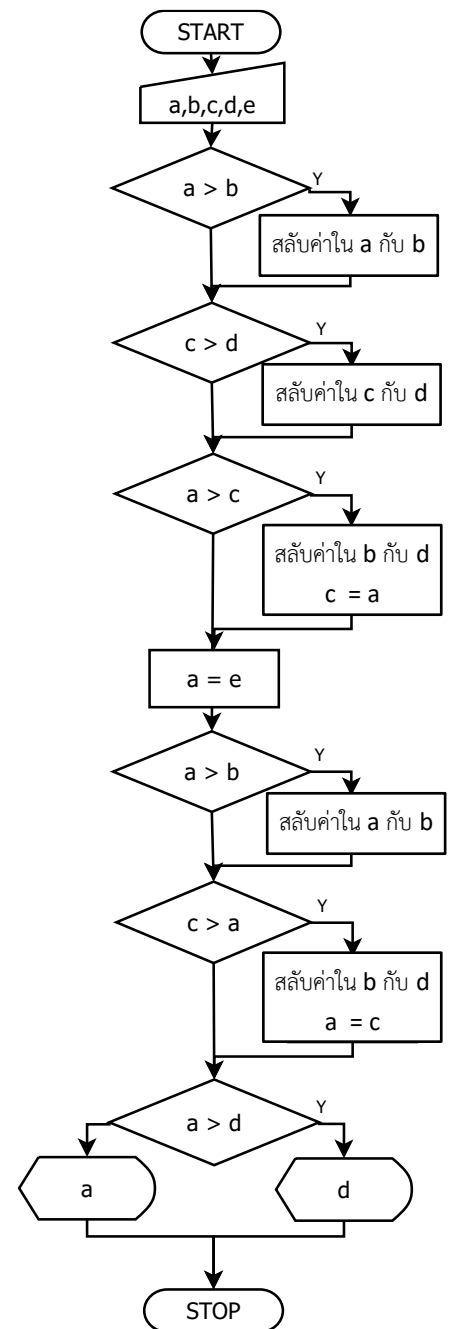 START
a,b,c,d,e
a > b
Y
สลับค่าใน a กับ b
c > d
Y
สลับค่าใน c กับ d
a > c
Y
สลับค่าใน b กับ d
c = a
a = e
a > b
Y
สลับค่าใน a กับ b
c > a
Y
สลับค่าใน b กับ d
a = c
a > d
Y
a
d
STOP